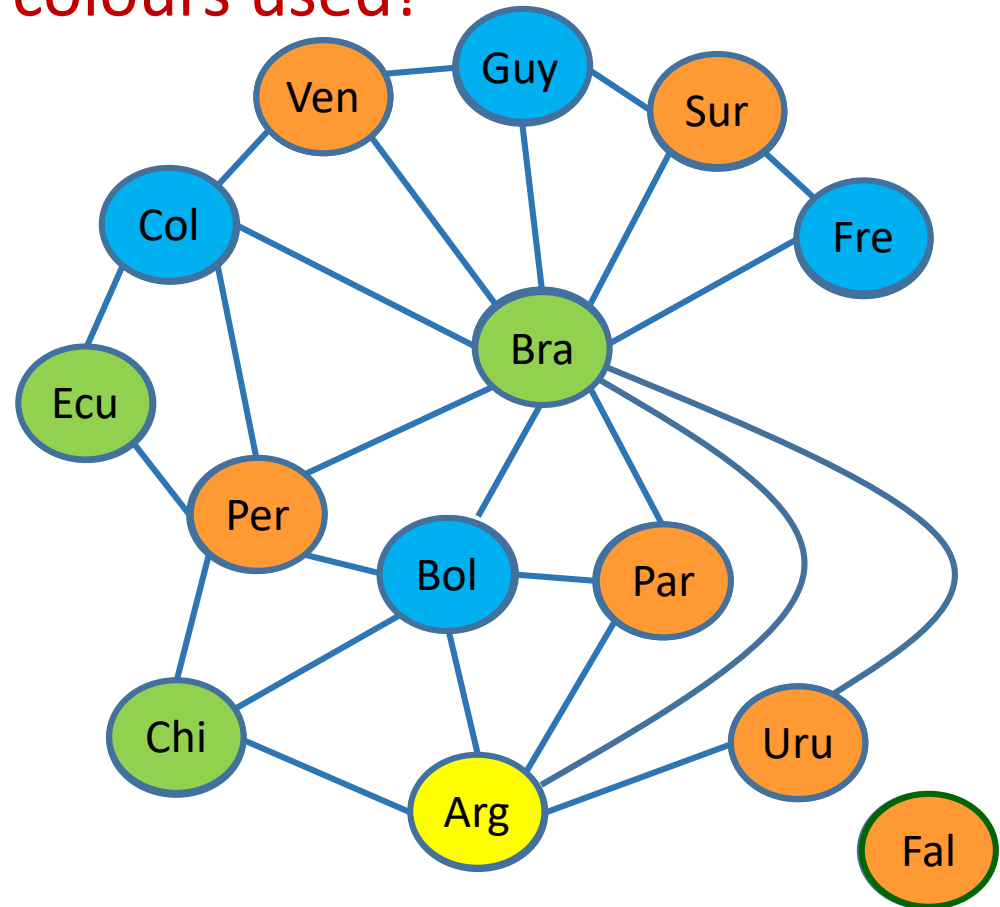 colours used?
Guy
Ven
Sur
Col
Fre
Bra
Ecu
Per
Bol
Par
Chi
Uru
Arg
Fal